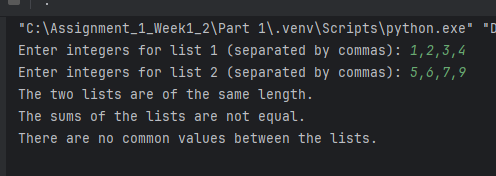 "C:\Assignment_1_Week1_2\Part 1\.venv\Scripts\python.exe" "D
Enter integers for list 1 (separated by commas): 1,2,3,4
Enter integers for list 2 (separated by commas): 5,6,7,9
The two lists are of the same length.
The sums of the lists are not equal.
There are no common values between the lists.